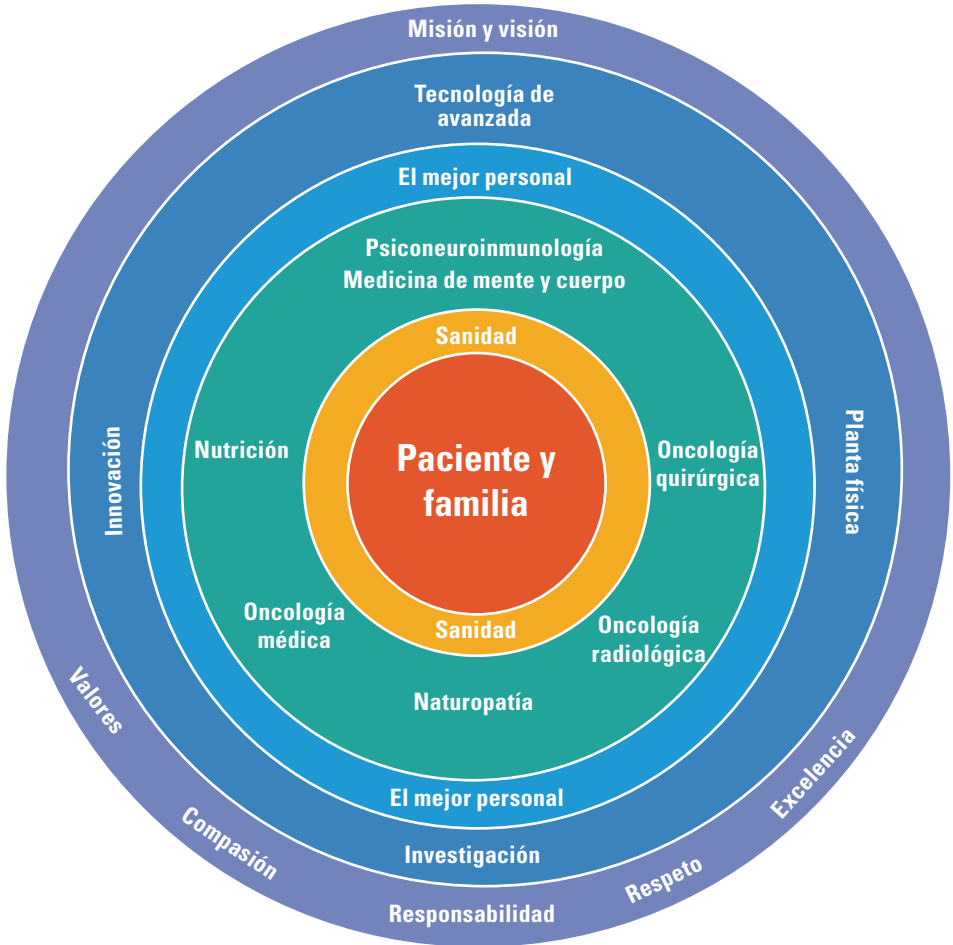 Misión y visión
Tecnología de
avanzada
El mejor personal
Psiconeuroinmunología
Medicina de mente y cuerpo
Sanidad
Innovación
Nutrición
Paciente y
familia
Oncología
quirúrgica
Planta física
Oncología
médica
Sanidad
Oncología
radiológica
Naturopatía
Valores
Excelencia
El mejor personal
Compasión
Investigación
Respeto
Responsabilidad